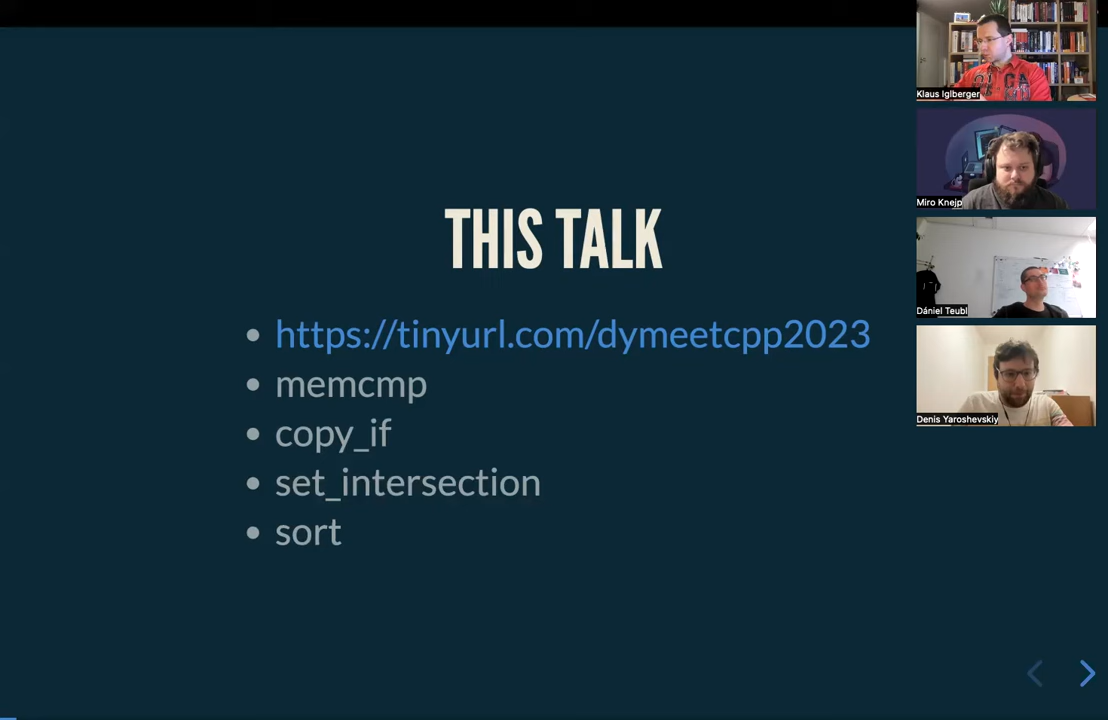 THIS TALK
https://tinyurl.com/dymeetcpp2023
memcmp
copy_if
set_intersection
sort
Klaus Iglberger
Miro Knejp
Dániel Teubl
Denis Yaroshevskiy